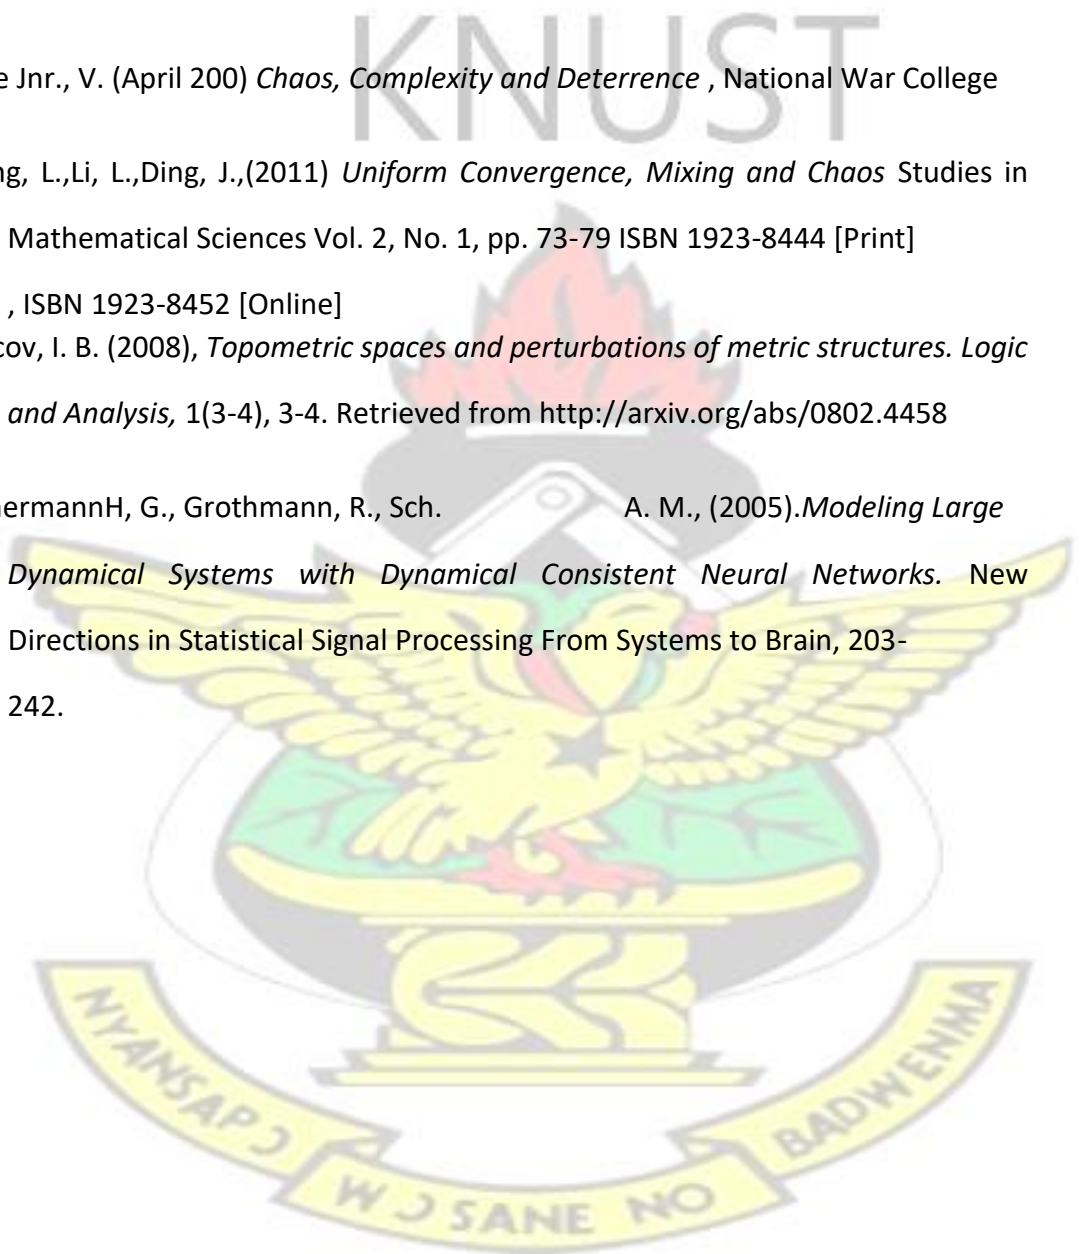 KNUST
e Jnr., V. (April 200) Chaos, Complexity and Deterrence , National War College
ng, L.,Li, L.,Ding, J.,(2011) Uniform Convergence, Mixing and Chaos Studies in
Mathematical Sciences Vol. 2, No. 1, pp. 73-79 ISBN 1923-8444 [Print]
, ISBN 1923-8452 [Online]
cov, I. B. (2008), Topometric spaces and perturbations of metric structures. Logic
and Analysis, 1(3-4), 3-4. Retrieved from http://arxiv.org/abs/0802.4458
ermannH, G., Grothmann, R., Sch. A. M., (2005).Modeling Large
Dynamical Systems with Dynamical Consistent Neural Networks. New
Directions in Statistical Signal Processing From Systems to Brain, 203-
242.
NYANSAPƆ
WƆSANE NO
BADWENMA